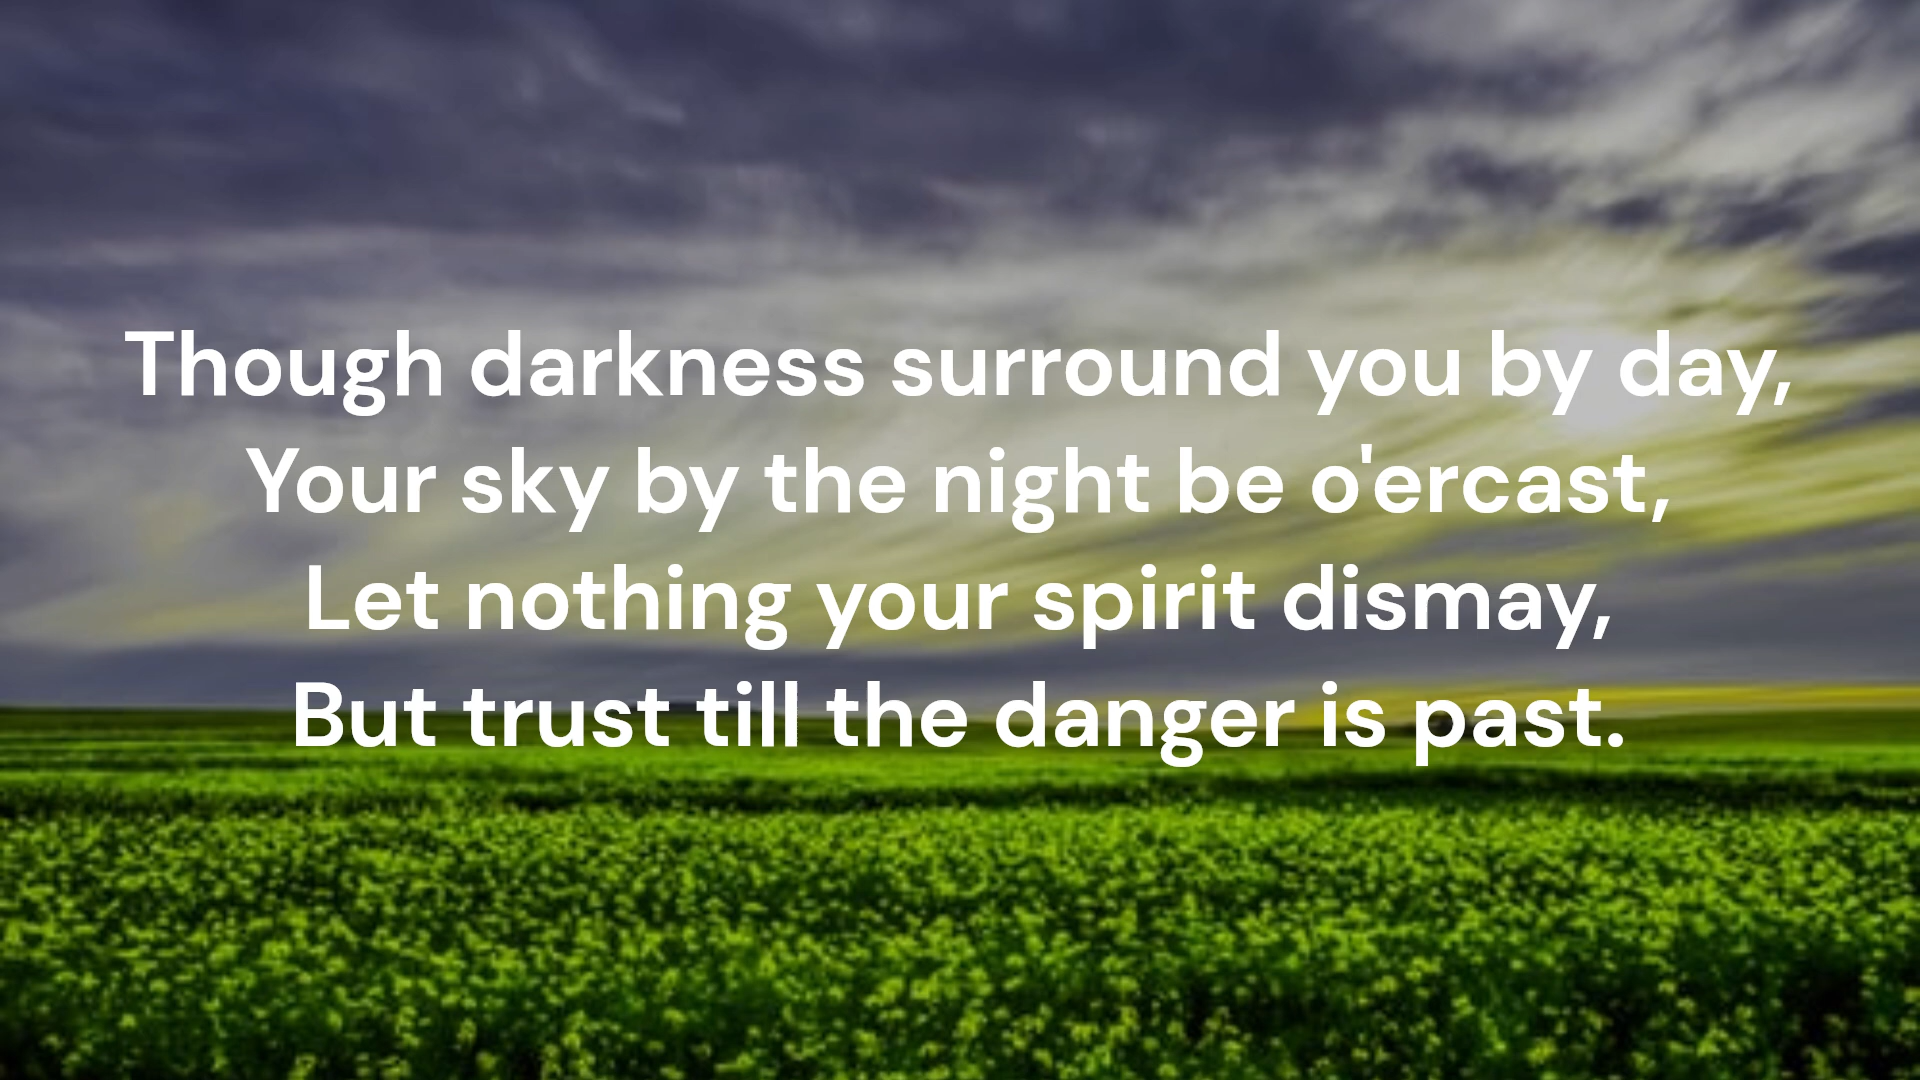 Though darkness surround you by day,
Your sky by the night be o'ercast,
Let nothing your spirit dismay,
But trust till the danger is past.